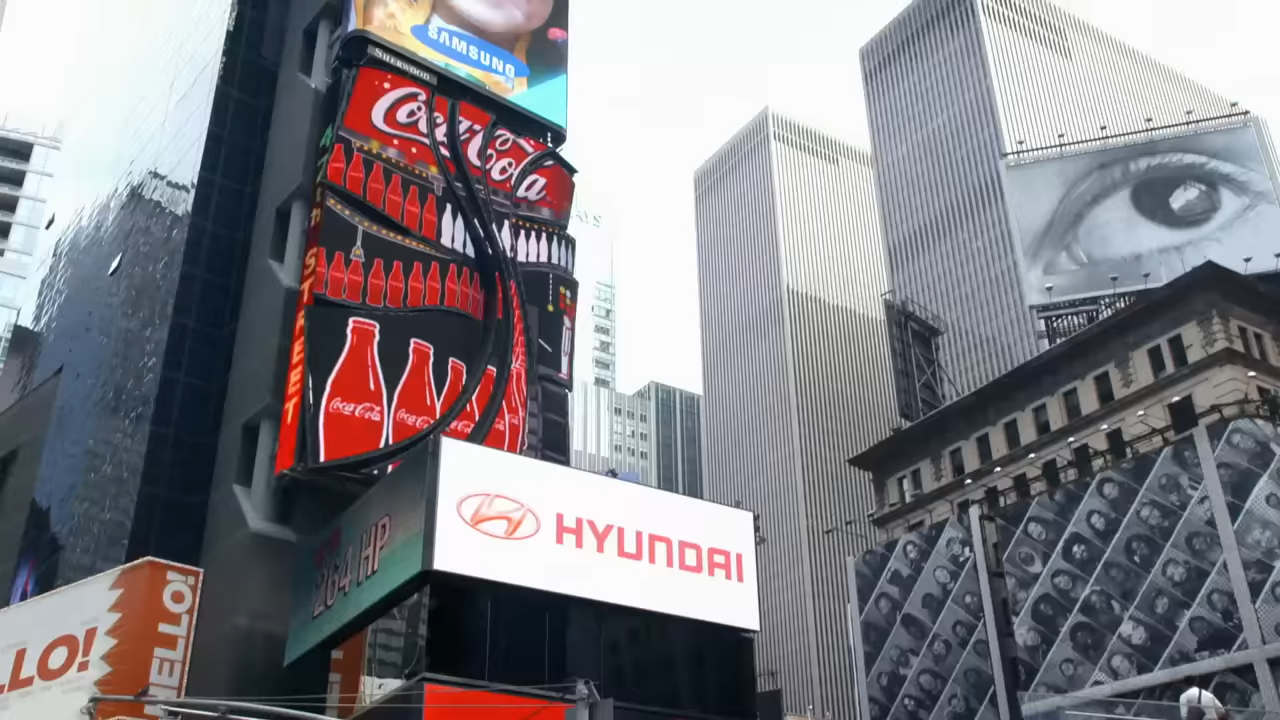 SAMSUNG
SHERWOOD
Coca-Cola
STREET
Coca-Cola
Coca-Cola
HYUNDAI
264 HP
LLO!
HELLO!